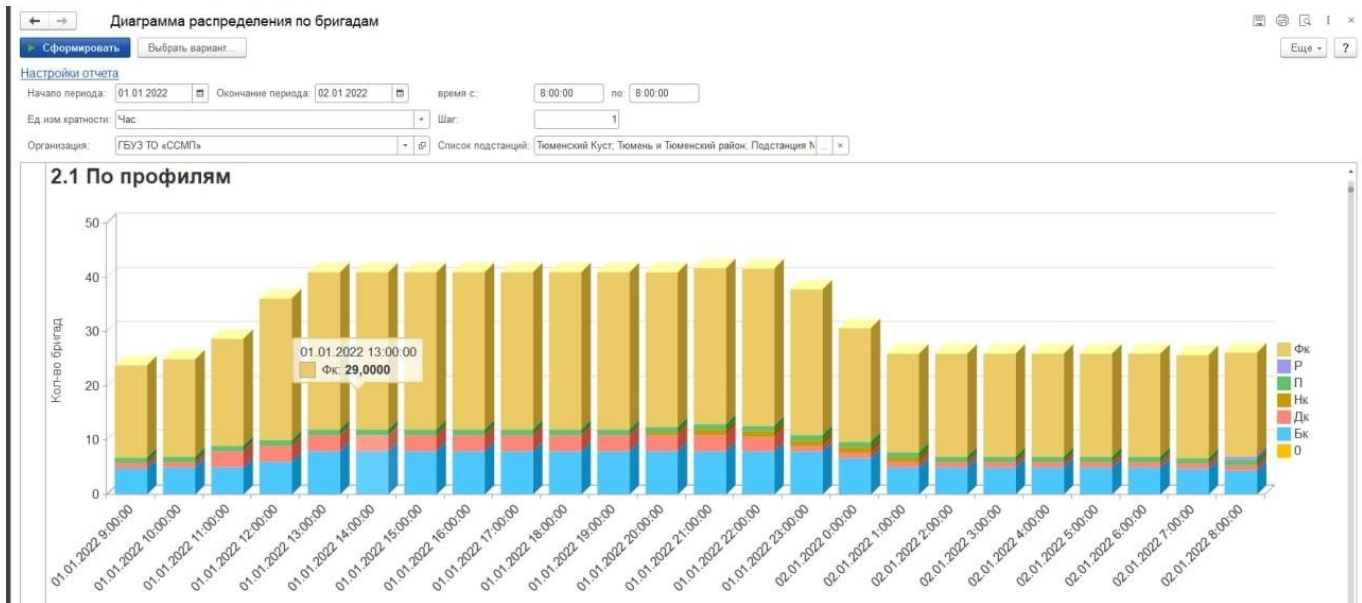 Диаграмма распределения по бригадам
Сформировать Выбрать вариант... Еще ?
Настройки отчета
Начало периода: 01.01.2022 Окончание периода: 02.01.2022 время с: 8:00:00 по: 8:00:00
Ед.изм.кратности: Час Шаг: 1
Организация: ГБУЗ ТО «ССМП» Список подстанций: Тюменский Куст; Тюмень и Тюменский район; Подстанция ...
2.1 По профилям
Кол-во бригад
50
40
30
20
10
0
01.01.2022 13:00:00
Фк: 29,0000
Фк
Р
П
Нк
Дк
Бк
0
01.01.2022 9:00:00
01.01.2022 10:00:00
01.01.2022 11:00:00
01.01.2022 12:00:00
01.01.2022 13:00:00
01.01.2022 14:00:00
01.01.2022 15:00:00
01.01.2022 16:00:00
01.01.2022 17:00:00
01.01.2022 18:00:00
01.01.2022 19:00:00
01.01.2022 20:00:00
01.01.2022 21:00:00
01.01.2022 22:00:00
01.01.2022 23:00:00
02.01.2022 0:00:00
02.01.2022 1:00:00
02.01.2022 2:00:00
02.01.2022 3:00:00
02.01.2022 4:00:00
02.01.2022 5:00:00
02.01.2022 6:00:00
02.01.2022 7:00:00
02.01.2022 8:00:00